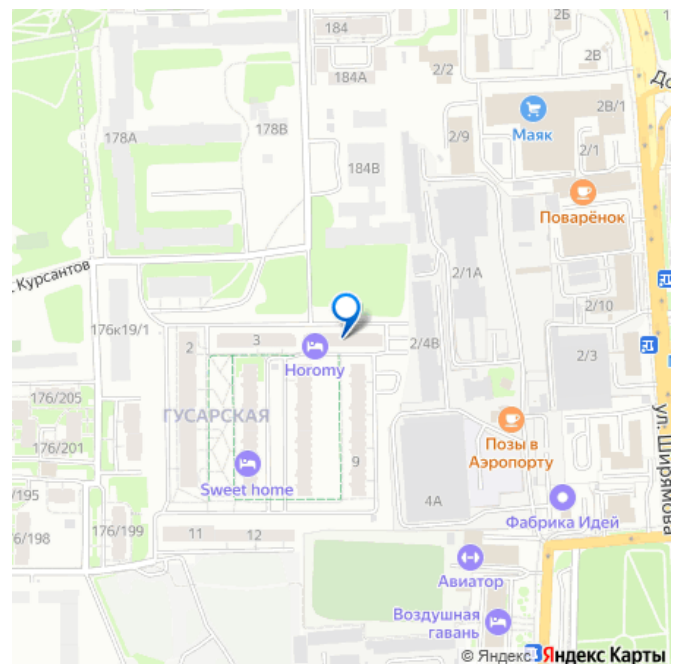 184
2Б
2/2
2В
184А
До
2В/1
Маяк
178В
178А
2/9
2/1
184В
Поварёнок
Курсантов
2/1А
2/10
176к19/1
2
3
2/4В
2/3
Horomy
176/205
ГУСАРСКАЯ
176/201
Позы в
Аэропорту
9
ул. Ширямова
Sweet home
/195
4А
Фабрика Идей
176/199
11
12
6/198
Авиатор
Воздушная
гавань
© Яндекс
Яндекс Карты